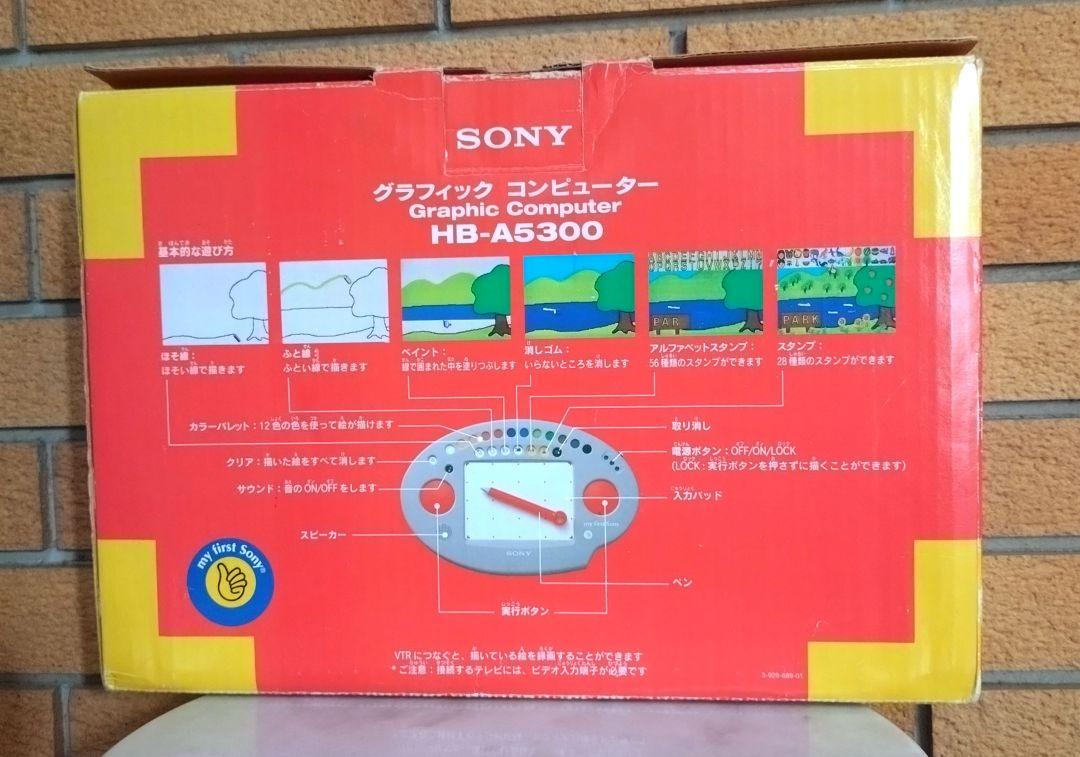 SONY
グラフィック コンピューター
Graphic Computer
HB-A5300
基本的な遊び方
PAR
PARK
ほそ線：
ほそい線で描きます
ふと線：
ふとい線で描きます
ペイント：
線で囲まれた中を塗りつぶします
消しゴム：
いらないところを消します
アルファベットスタンプ：
56種類のスタンプができます
スタンプ：
28種類のスタンプができます
カラーパレット：12色の色を使って絵が描けます
クリア：描いた絵をすべて消します
サウンド：音のON/OFFをします
スピーカー
取り消し
電源ボタン：OFF/ON/LOCK
(LOCK：実行ボタンを押さずに描くことができます)
入力パッド
my First Sony
SONY
ペン
実行ボタン
my first Sony®
VTRにつなぐと、描いている絵を録画することができます
*ご注意：接続するテレビには、ビデオ入力端子が必要です
3-929-689-01